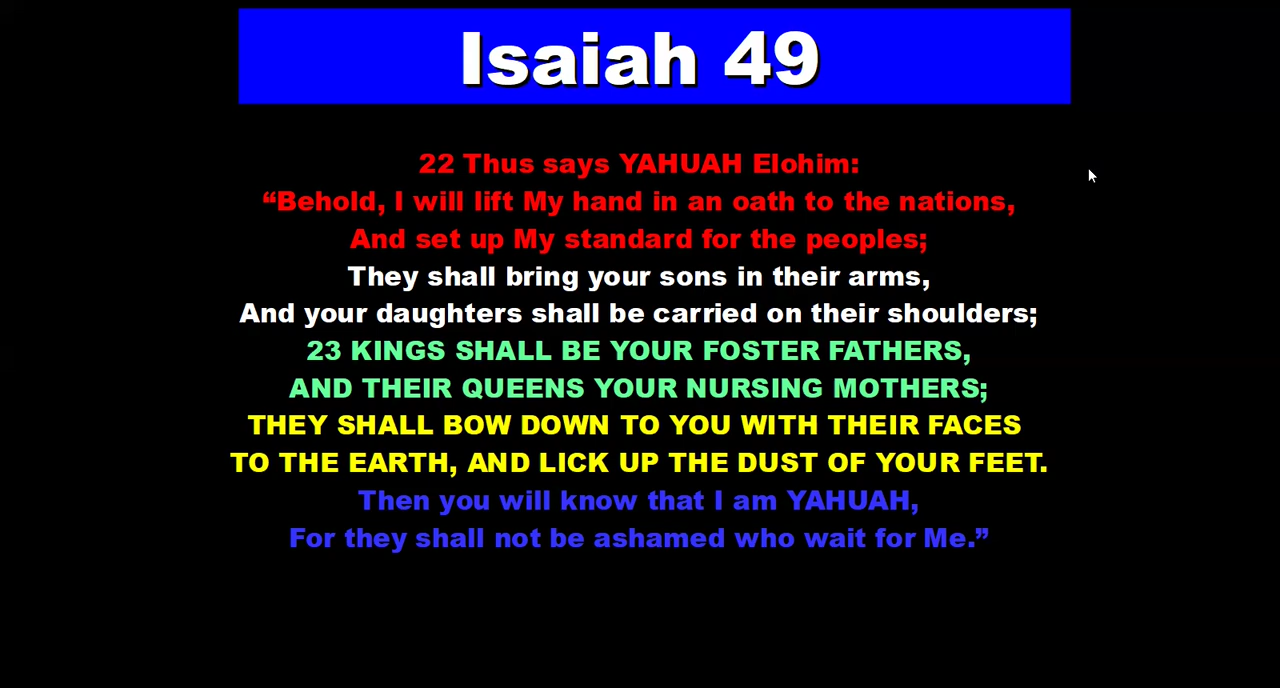 Isaiah 49
22 Thus says YAHUAH Elohim:
“Behold, I will lift My hand in an oath to the nations,
And set up My standard for the peoples;
They shall bring your sons in their arms,
And your daughters shall be carried on their shoulders;
23 KINGS SHALL BE YOUR FOSTER FATHERS,
AND THEIR QUEENS YOUR NURSING MOTHERS;
THEY SHALL BOW DOWN TO YOU WITH THEIR FACES
TO THE EARTH, AND LICK UP THE DUST OF YOUR FEET.
Then you will know that I am YAHUAH,
For they shall not be ashamed who wait for Me.”